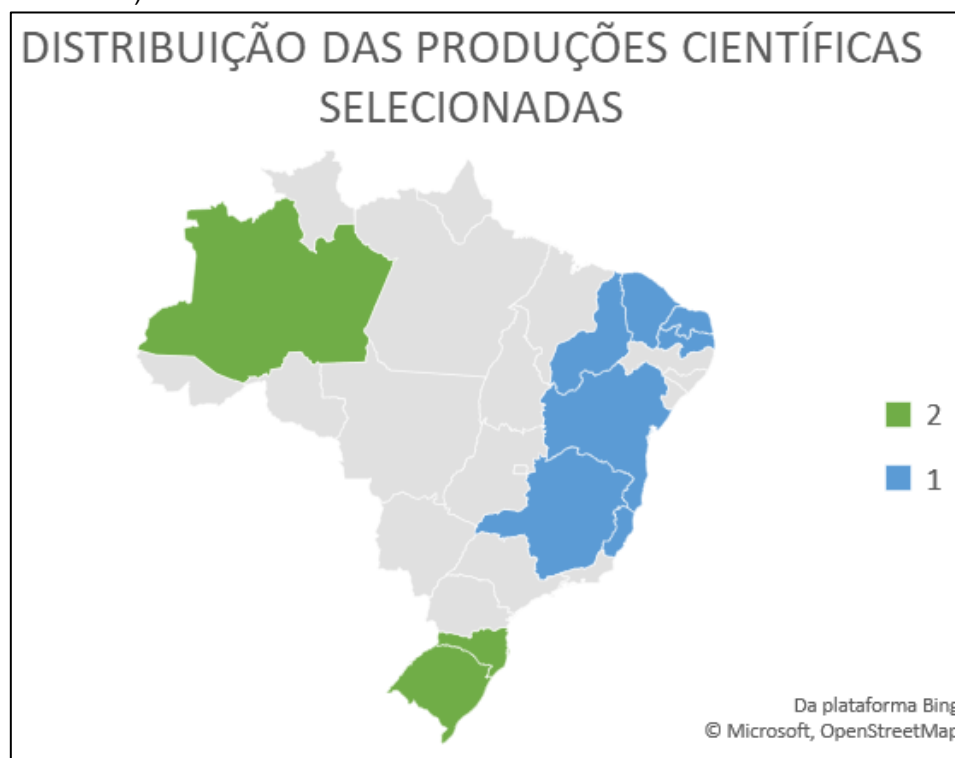 DISTRIBUIÇÃO DAS PRODUÇÕES CIENTÍFICAS
SELECIONADAS
2
1
Da plataforma Bing
© Microsoft, OpenStreetMap